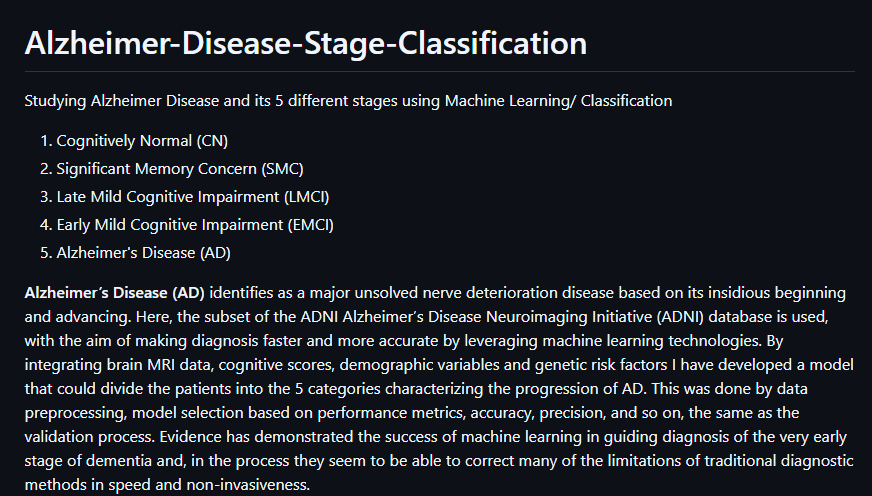 Alzheimer-Disease-Stage-Classification
Studying Alzheimer Disease and its 5 different stages using Machine Learning/ Classification
1. Cognitively Normal (CN)
2. Significant Memory Concern (SMC)
3. Late Mild Cognitive Impairment (LMCI)
4. Early Mild Cognitive Impairment (EMCI)
5. Alzheimer's Disease (AD)
Alzheimer’s Disease (AD) identifies as a major unsolved nerve deterioration disease based on its insidious beginning
and advancing. Here, the subset of the ADNI Alzheimer’s Disease Neuroimaging Initiative (ADNI) database is used,
with the aim of making diagnosis faster and more accurate by leveraging machine learning technologies. By
integrating brain MRI data, cognitive scores, demographic variables and genetic risk factors I have developed a model
that could divide the patients into the 5 categories characterizing the progression of AD. This was done by data
preprocessing, model selection based on performance metrics, accuracy, precision, and so on, the same as the
validation process. Evidence has demonstrated the success of machine learning in guiding diagnosis of the very early
stage of dementia and, in the process they seem to be able to correct many of the limitations of traditional diagnostic
methods in speed and non-invasiveness.